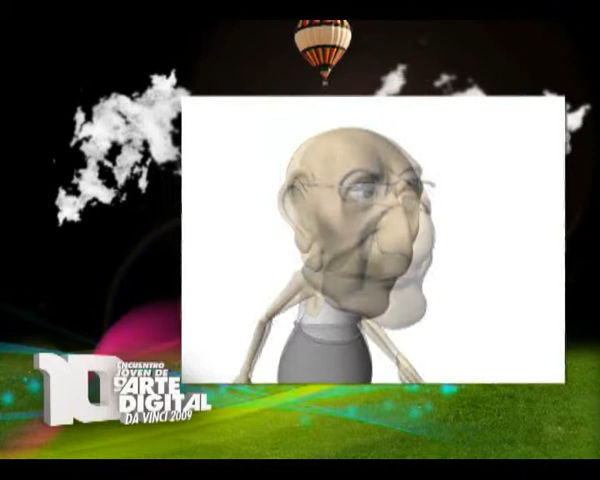 10
ENCUENTRO
JOVEN DE
ARTE
DIGITAL
DA VINCI 2009